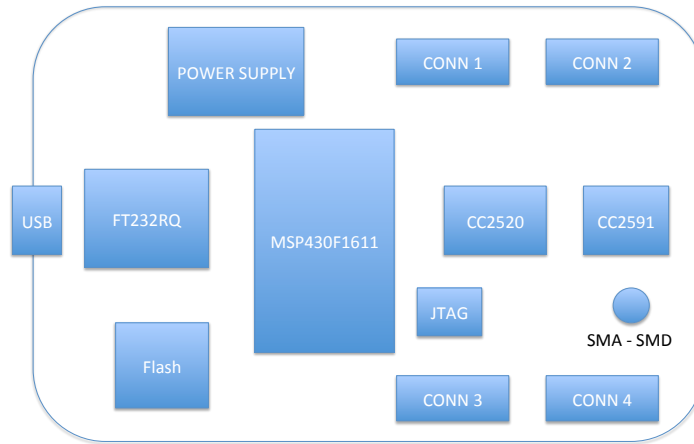 POWER SUPPLY
CONN 1
CONN 2
USB
FT232RQ
MSP430F1611
CC2520
CC2591
JTAG
SMA - SMD
Flash
CONN 3
CONN 4